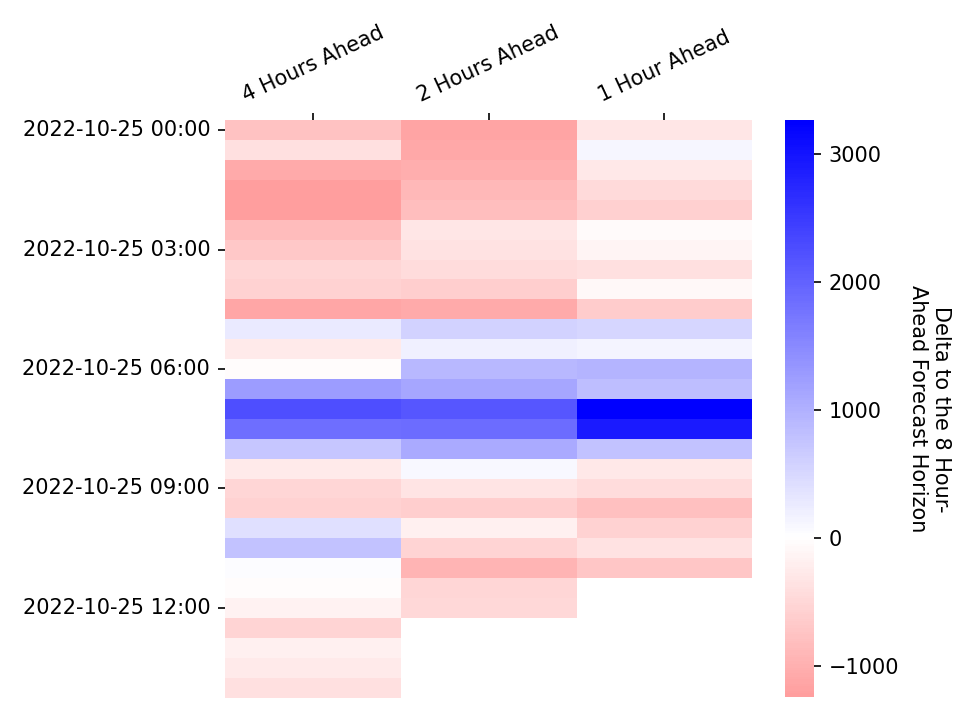 4 Hours Ahead
2 Hours Ahead
1 Hour Ahead
2022-10-25 00:00
2022-10-25 03:00
2022-10-25 06:00
2022-10-25 09:00
2022-10-25 12:00
3000
2000
1000
0
−1000
Delta to the 8 Hour-
Ahead Forecast Horizon